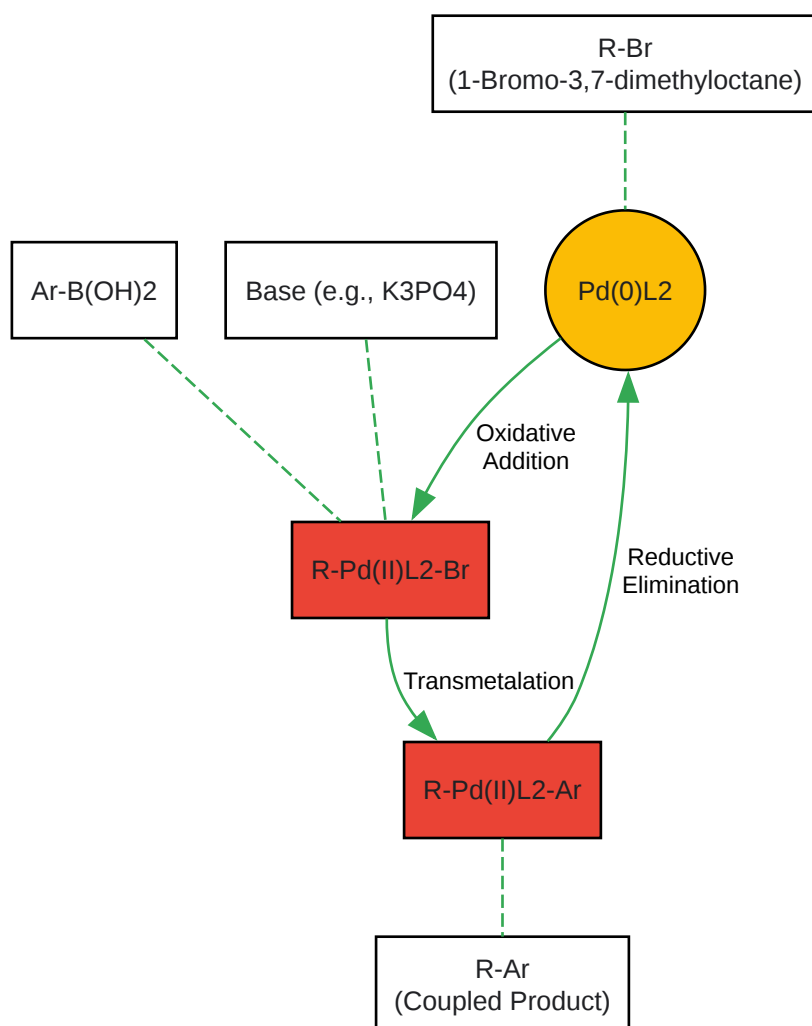 R-Br
(1-Bromo-3,7-dimethyloctane)
Ar-B(OH)2
Base (e.g., K3PO4)
Pd(0)L2
Oxidative
Addition
R-Pd(II)L2-Br
Reductive
Elimination
Transmetalation
R-Pd(II)L2-Ar
R-Ar
(Coupled Product)